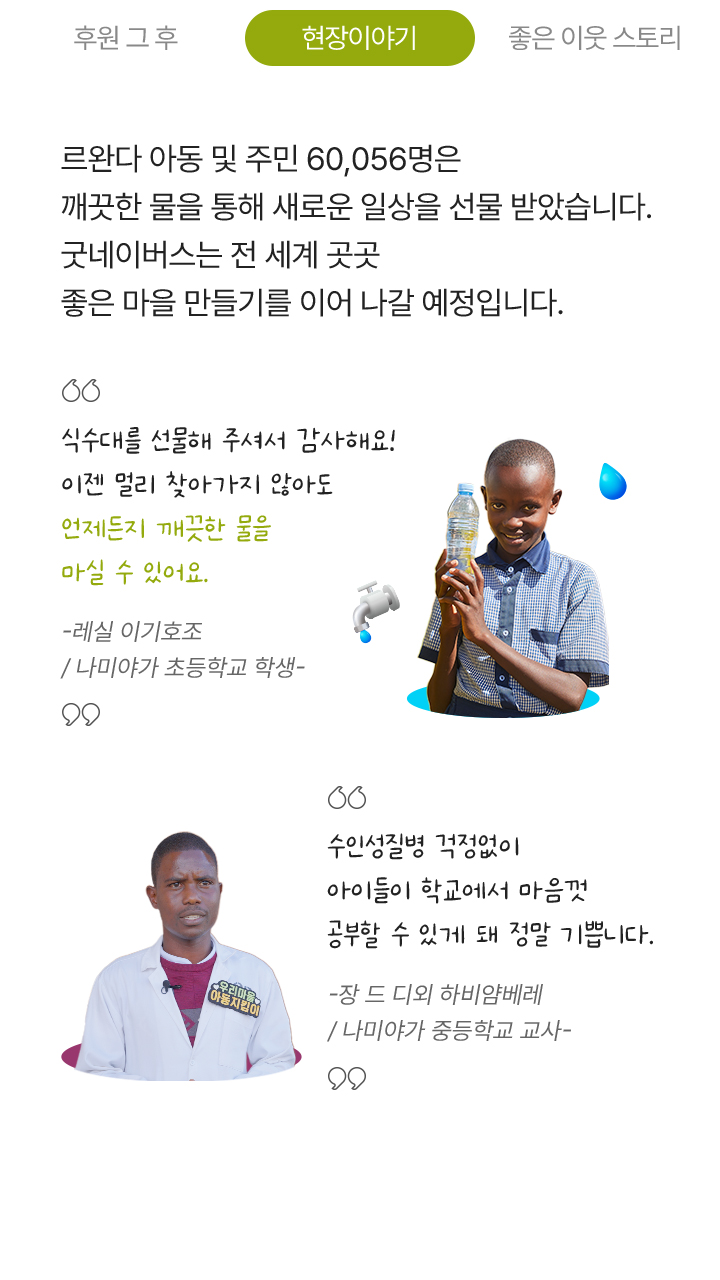 후원 그 후
현장이야기
좋은 이웃 스토리
르완다 아동 및 주민 60,056명은
깨끗한 물을 통해 새로운 일상을 선물 받았습니다.
굿네이버스는 전 세계 곳곳
좋은 마을 만들기를 이어 나갈 예정입니다.
식수대를 선물해 주셔서 감사해요!
이젠 멀리 찾아가지 않아도
언제든지 깨끗한 물을
마실 수 있어요.
-레실 이기호조
/ 나미야가 초등학교 학생-
수인성질병 걱정없이
아이들이 학교에서 마음껏
공부할 수 있게 돼 정말 기쁩니다.
-장 드 디외 하비얌베레
/ 나미야가 중등학교 교사-
우리마을
아동지킴이